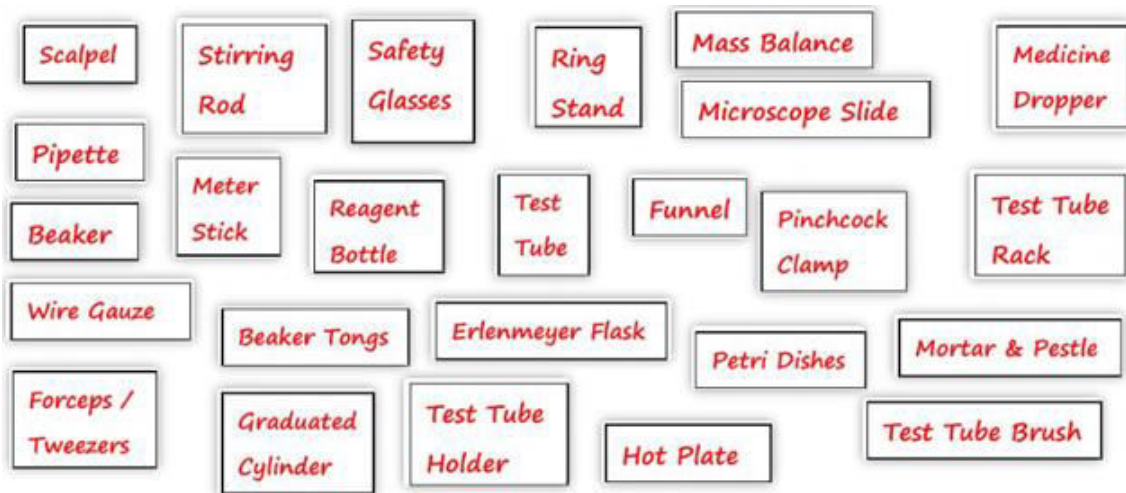 Scalpel
Stirring
Rod
Safety
Glasses
Ring
Stand
Mass Balance
Microscope Slide
Medicine
Dropper
Pipette
Meter
Stick
Beaker
Reagent
Bottle
Test
Tube
Funnel
Pinchcock
Clamp
Test Tube
Rack
Wire Gauze
Beaker Tongs
Erlenmeyer Flask
Petri Dishes
Mortar & Pestle
Forceps /
Tweezers
Graduated
Cylinder
Test Tube
Holder
Hot Plate
Test Tube Brush